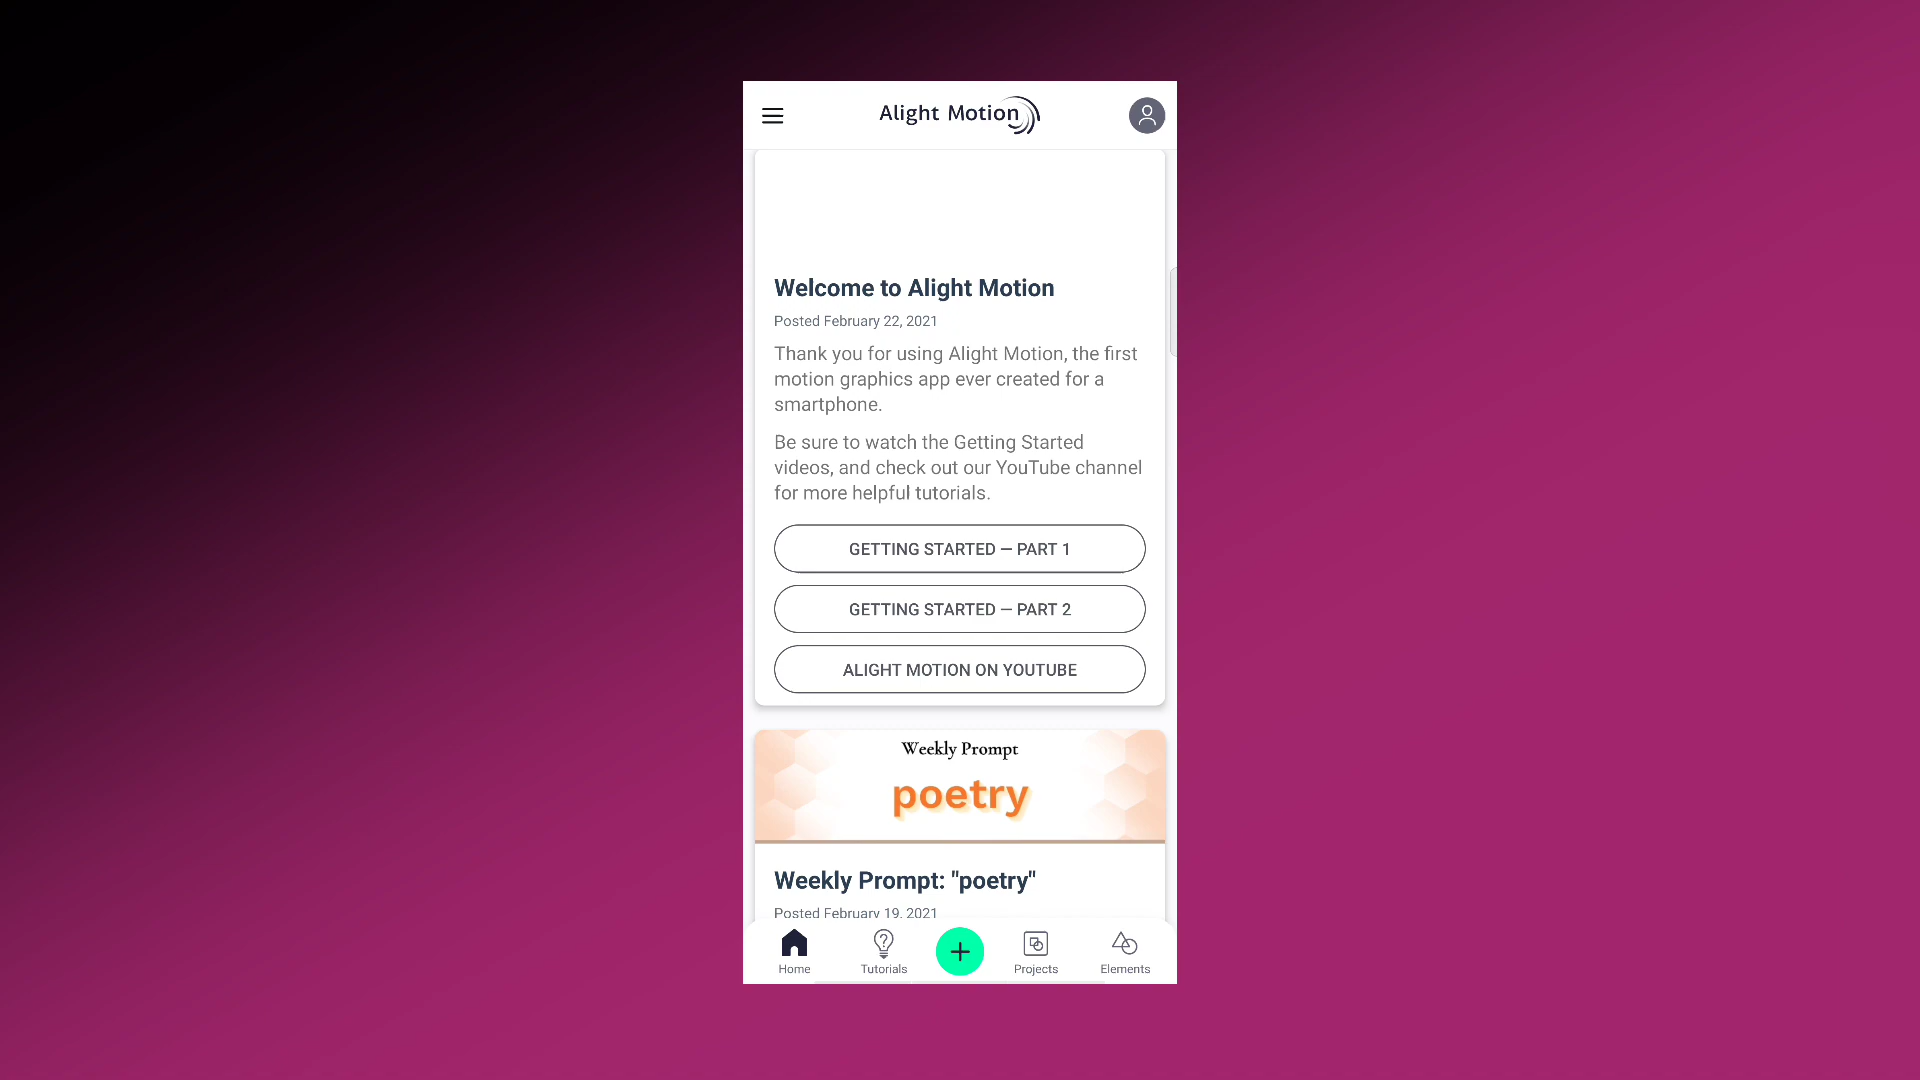 Alight Motion
Welcome to Alight Motion
Posted February 22, 2021
Thank you for using Alight Motion, the first
motion graphics app ever created for a
smartphone.
Be sure to watch the Getting Started
videos, and check out our YouTube channel
for more helpful tutorials.
GETTING STARTED — PART 1
GETTING STARTED — PART 2
ALIGHT MOTION ON YOUTUBE
Weekly Prompt
poetry
Weekly Prompt: "poetry"
Posted February 19, 2021
Home
Tutorials
Projects
Elements